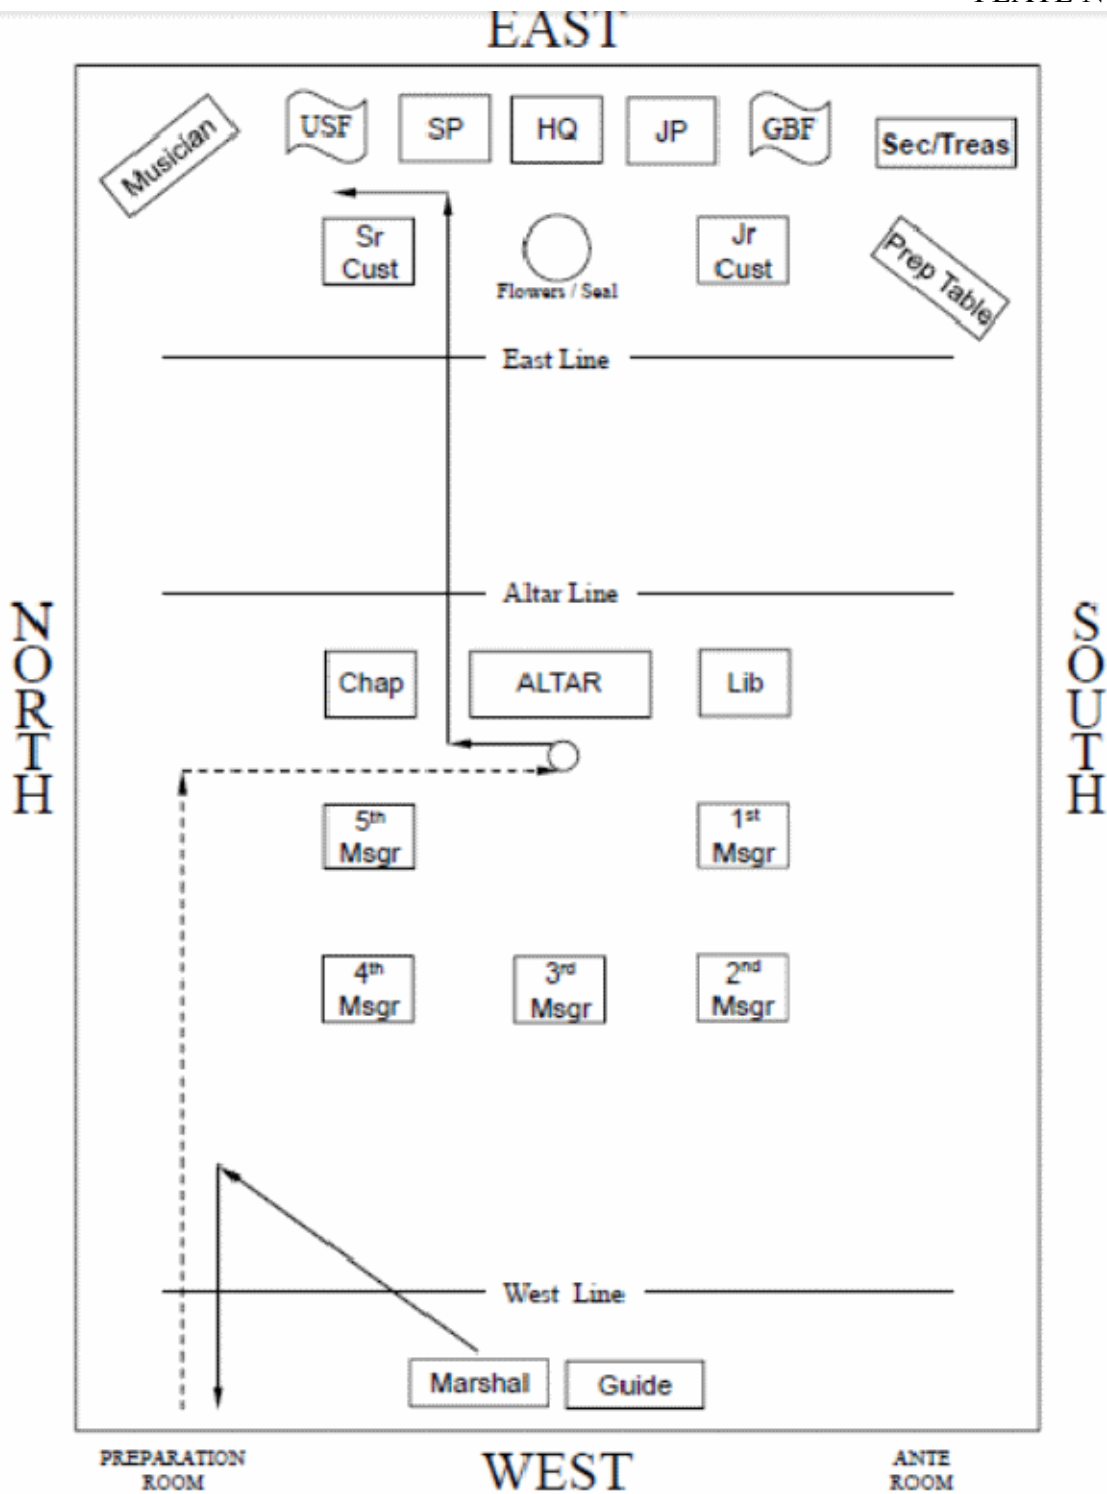 EAST
Musician
USF
SP
HQ
JP
GBF
Sec/Treas
Sr
Cust
Flowers / Seal
Jr
Cust
Prep Table
East Line
Altar Line
NORTH
SOUTH
Chap
ALTAR
Lib
5th
Msgr
1st
Msgr
4th
Msgr
3rd
Msgr
2nd
Msgr
West Line
Marshal
Guide
PREPARATION
ROOM
WEST
ANTE
ROOM